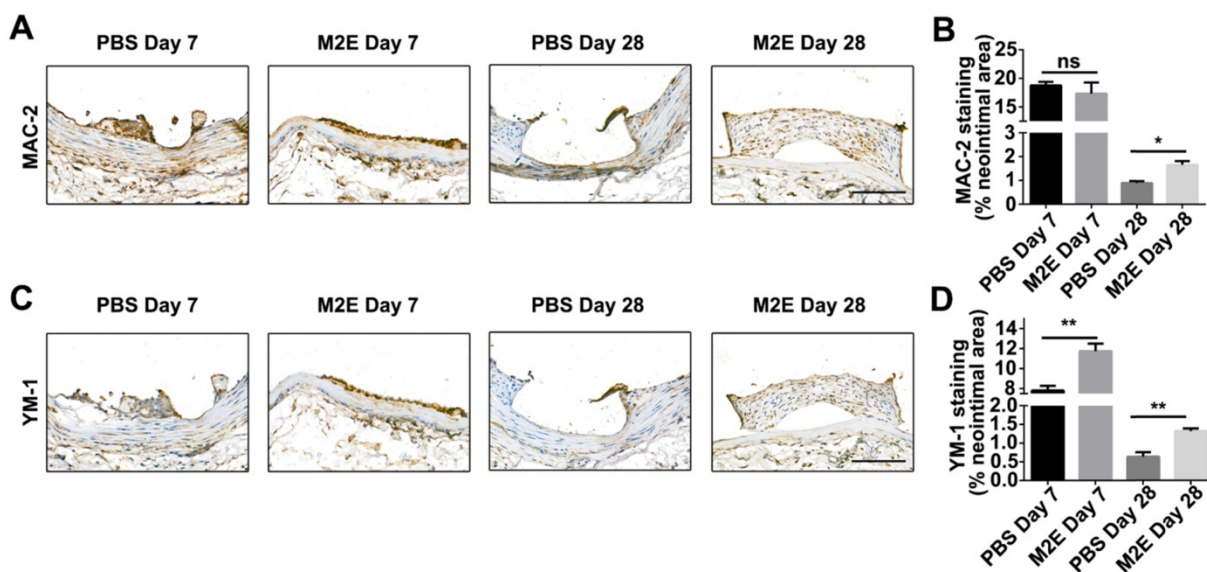 A
PBS Day 7
M2E Day 7
PBS Day 28
M2E Day 28
MAC-2
B
MAC-2 staining
(% neointimal area)
25
20
15
4
3
2
1
0
ns
*
PBS Day 7
M2E Day 7
PBS Day 28
M2E Day 28
C
PBS Day 7
M2E Day 7
PBS Day 28
M2E Day 28
YM-1
D
YM-1 staining
(% neointimal area)
14
12
10
8
6
2.0
1.5
1.0
0.5
0.0
**
**
PBS Day 7
M2E Day 7
PBS Day 28
M2E Day 28